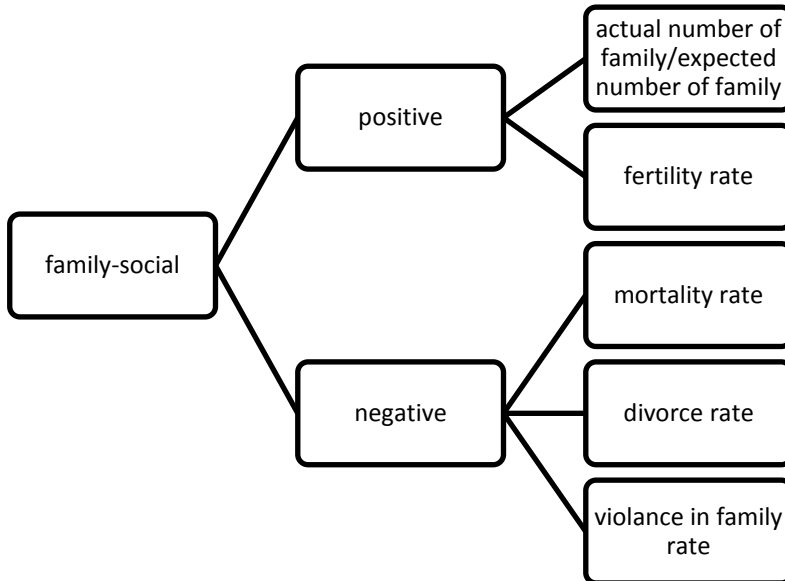 actual number of
family/expected
number of family
positive
fertility rate
family-social
mortality rate
negative
divorce rate
violance in family
rate